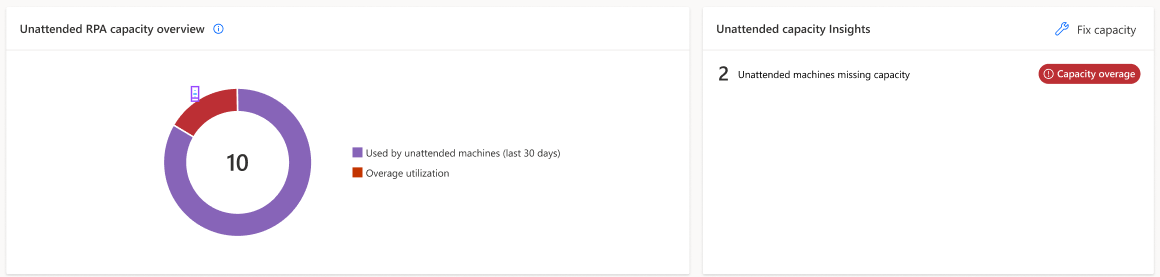 Unattended RPA capacity overview
10
Used by unattended machines (last 30 days)
Overage utilization
Unattended capacity Insights
Fix capacity
2 Unattended machines missing capacity
Capacity overage